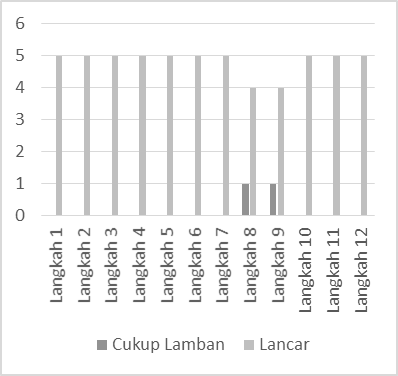 6
5
4
3
2
1
0
Langkah 1
Langkah 2
Langkah 3
Langkah 4
Langkah 5
Langkah 6
Langkah 7
Langkah 8
Langkah 9
Langkah 10
Langkah 11
Langkah 12
Cukup Lamban Lancar